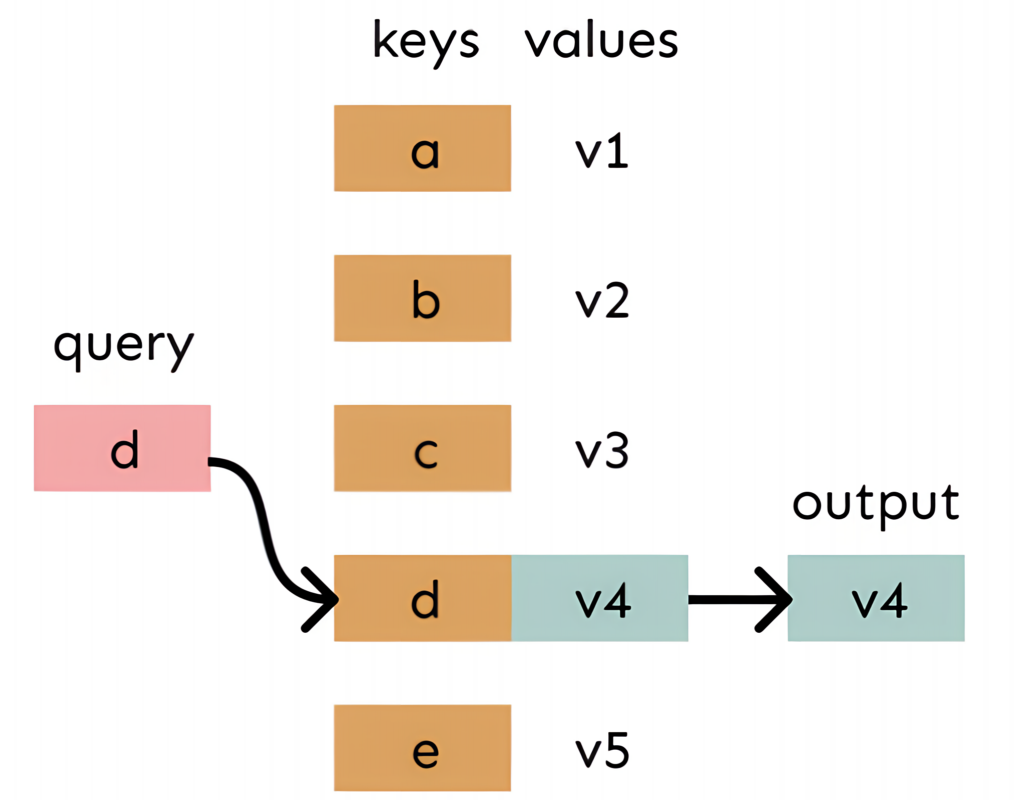 keys values
a v1
b v2
query
d
c v3
output
d v4 v4
e v5